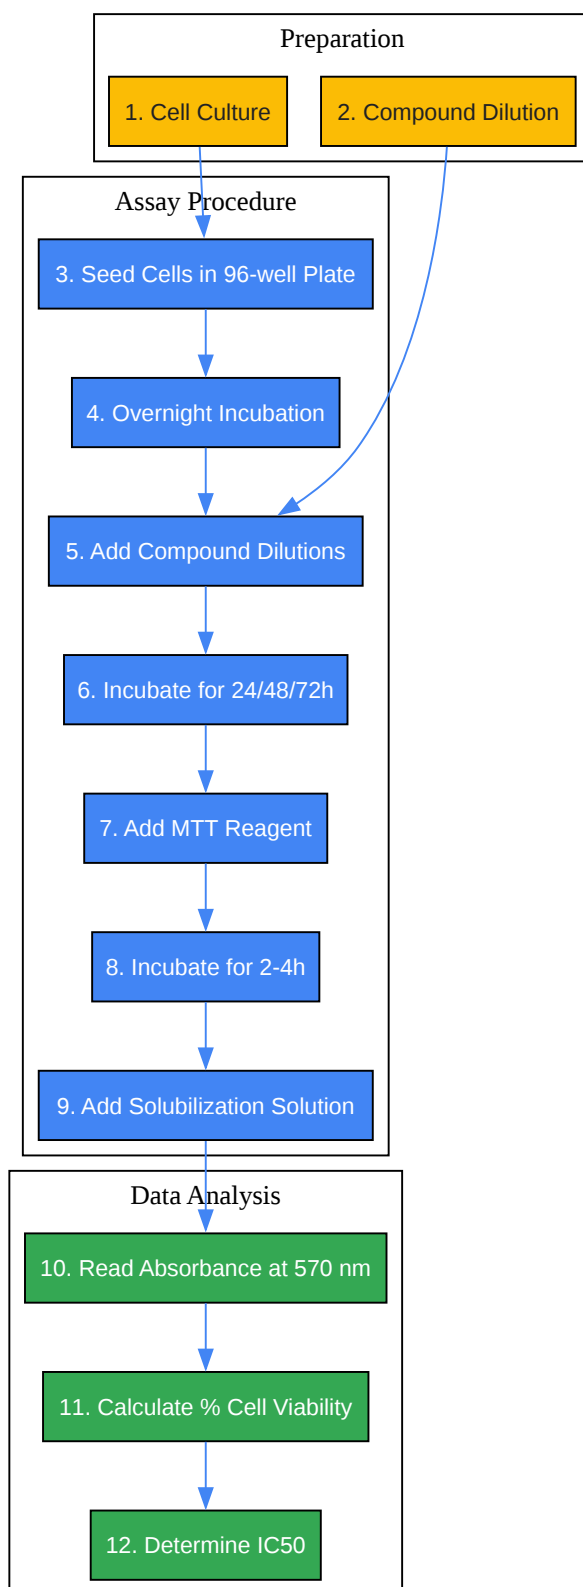 Preparation
1. Cell Culture
2. Compound Dilution
Assay Procedure
3. Seed Cells in 96-well Plate
4. Overnight Incubation
5. Add Compound Dilutions
6. Incubate for 24/48/72h
7. Add MTT Reagent
8. Incubate for 2-4h
9. Add Solubilization Solution
Data Analysis
10. Read Absorbance at 570 nm
11. Calculate % Cell Viability
12. Determine IC50